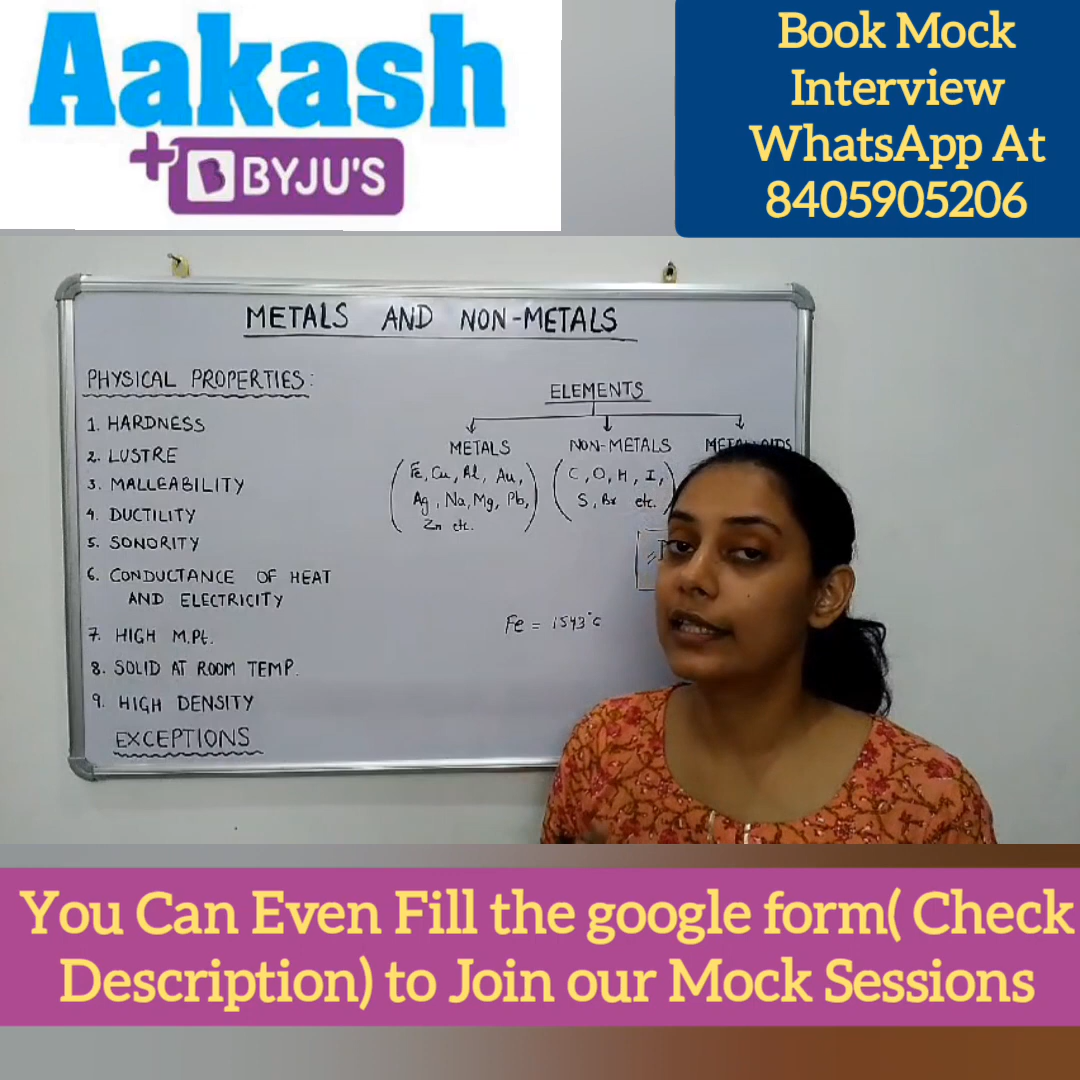 Aakash
+ BYJU'S
Book Mock
Interview
WhatsApp At
8405905206
METALS AND NON-METALS
PHYSICAL PROPERTIES:
1. HARDNESS
2. LUSTRE
3. MALLEABILITY
4. DUCTILITY
5. SONORITY
6. CONDUCTANCE OF HEAT
AND ELECTRICITY
7. HIGH M.Pt.
8. SOLID AT ROOM TEMP.
9. HIGH DENSITY
EXCEPTIONS
ELEMENTS
METALS
(Fe, Cu, Al, Au,
Ag, Na, Mg, Pb,
Zn etc.)
NON-METALS
(C, O, H, I,
S, Br etc.)
Fe = 1543°C
You Can Even Fill the google form( Check
Description) to Join our Mock Sessions